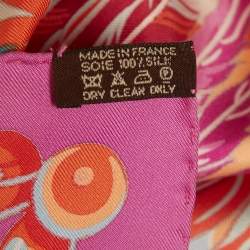 MADE IN FRANCE
SOIE 100% SILK
DRY CLEAN ONLY